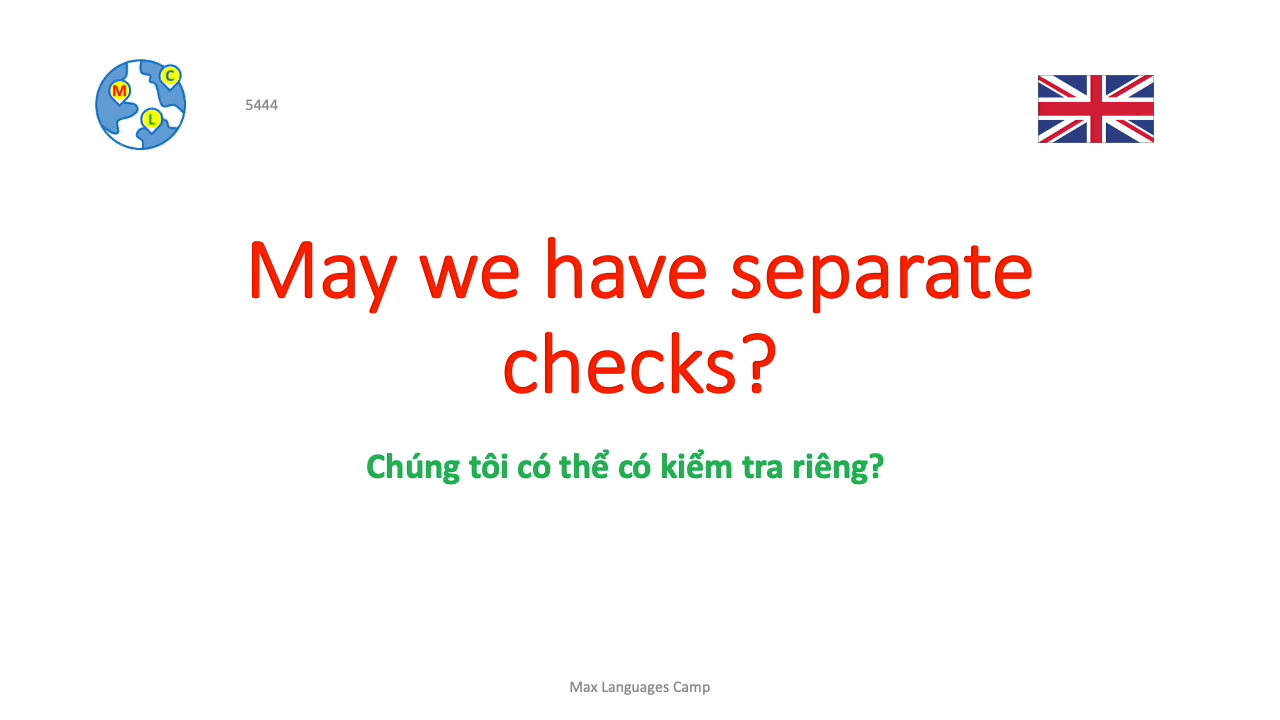 C
M
L
5444
May we have separate
checks?
Chúng tôi có thể có kiểm tra riêng?
Max Languages Camp